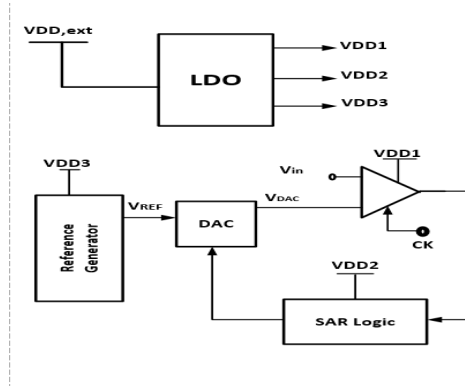 VDD,ext
LDO
VDD1
VDD2
VDD3
VDD3
Reference
Generator
VREF
DAC
Vin
VDAC
VDD1
CK
VDD2
SAR Logic